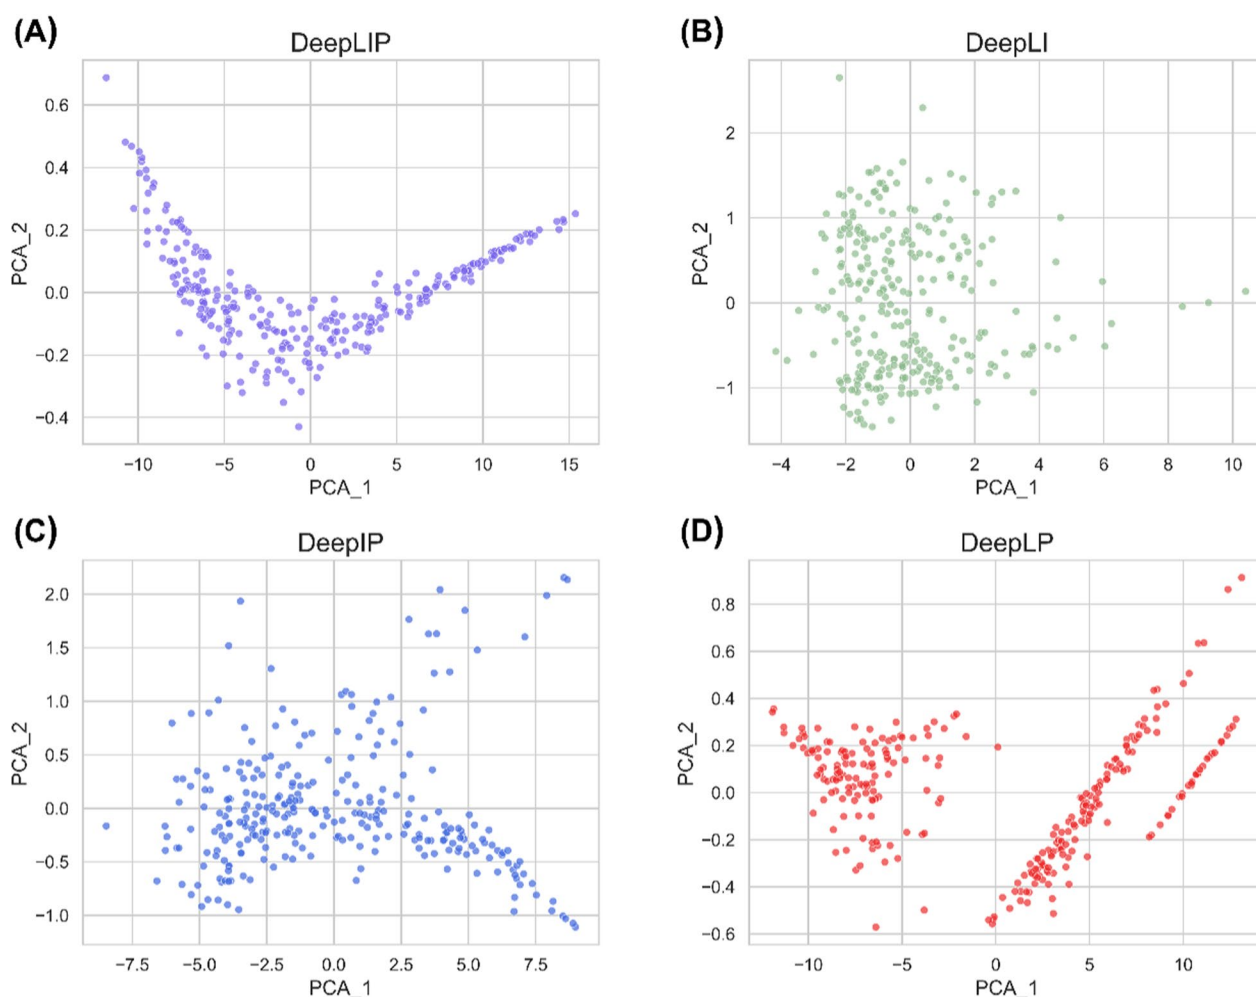 (A)
DeepLIP
PCA_2
0.6
0.4
0.2
0.0
−0.2
−0.4
−10 −5 0 5 10 15
PCA_1
(B)
DeepLI
PCA_2
2
1
0
−1
−4 −2 0 2 4 6 8 10
PCA_1
(C)
DeepIP
PCA_2
2.0
1.5
1.0
0.5
0.0
−0.5
−1.0
−7.5 −5.0 −2.5 0.0 2.5 5.0 7.5
PCA_1
(D)
DeepLP
PCA_2
0.8
0.6
0.4
0.2
0.0
−0.2
−0.4
−0.6
−10 −5 0 5 10
PCA_1